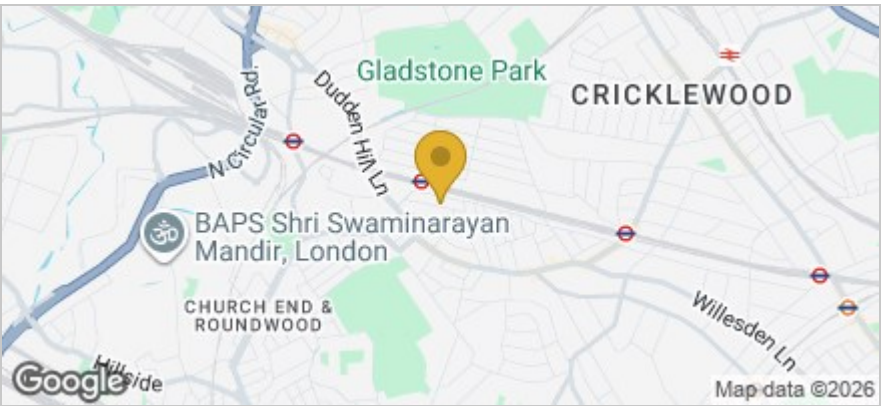 Gladstone Park
CRICKLEWOOD
Dudden Hill Ln
N Circular Rd.
BAPS Shri Swaminarayan
Mandir, London
CHURCH END &
ROUNDWOOD
Willesden Ln
Hillside
Google
Map data ©2026